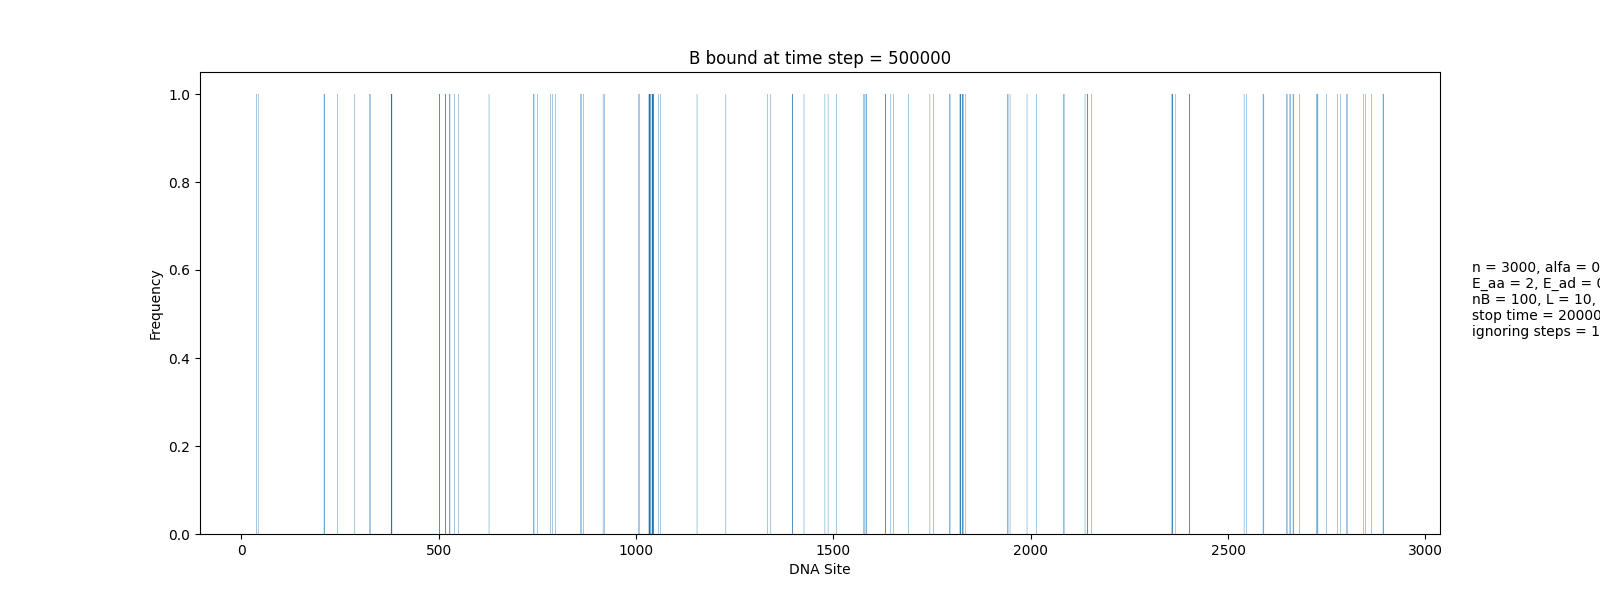 B bound at time step = 500000
1.0
0.8
0.6
0.4
0.2
0.0
Frequency
0 500 1000 1500 2000 2500 3000
DNA Site
n = 3000, alfa = 0
E_aa = 2, E_ad = 0
nB = 100, L = 10,
stop time = 20000
ignoring steps = 1